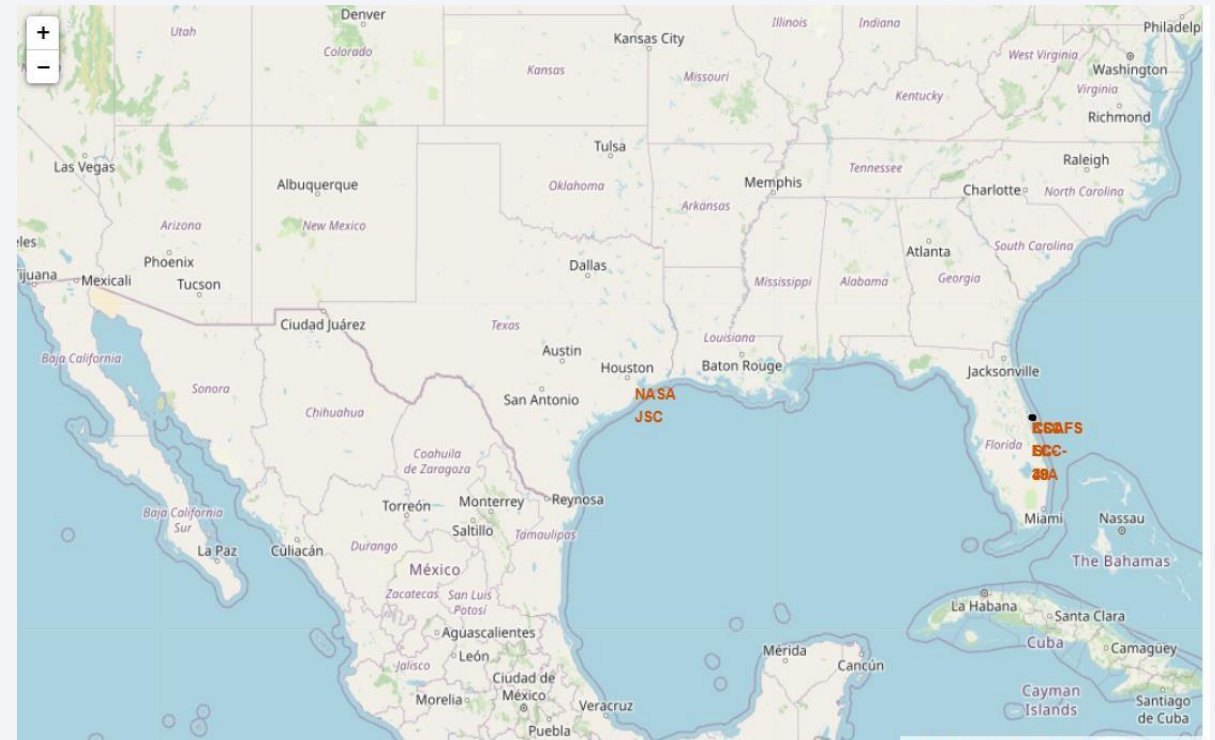 +
−
Denver
Utah
Colorado
Kansas City
Kansas
Missouri
Illinois
Indiana
Philadelp
West Virginia
Washington
Virginia
Kentucky
Richmond
Las Vegas
Albuquerque
Tulsa
Oklahoma
Memphis
Tennessee
Raleigh
Charlotte
North Carolina
Arizona
New Mexico
Arkansas
eles
Phoenix
Atlanta
South Carolina
ijuana
Mexicali
Tucson
Dallas
Mississippi
Alabama
Georgia
Ciudad Juárez
Texas
Louisiana
Baja California
Austin
Houston
Baton Rouge
Jacksonville
Sonora
Chihuahua
San Antonio
NASA
JSC
Florida
Coahuila
de Zaragoza
Torreón
Monterrey
Reynosa
Baja California
Sur
Saltillo
Tamaulipas
Miami
Nassau
La Paz
Culiacán
Durango
México
The Bahamas
Zacatecas
San Luis
Potosí
La Habana
Santa Clara
Aguascalientes
Cuba
Camagüey
León
Jalisco
Mérida
Cancún
Ciudad de
México
Morelia
Veracruz
Puebla
Cayman
Islands
Santiago
de Cuba